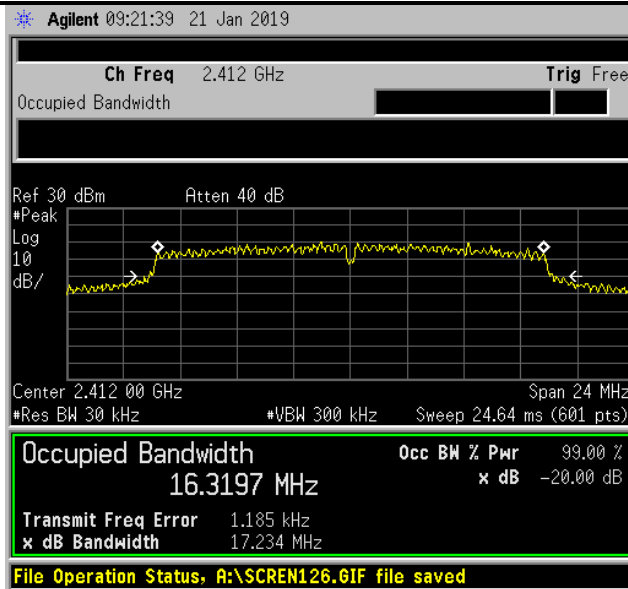 Agilent 09:21:39 21 Jan 2019
Ch Freq 2.412 GHz Trig Free
Occupied Bandwidth
Ref 30 dBm Atten 40 dB
#Peak
Log
10
dB/
Center 2.412 00 GHz Span 24 MHz
#Res BW 30 kHz #VBW 300 kHz Sweep 24.64 ms (601 pts)
Occupied Bandwidth Occ BW % Pwr 99.00 %
16.3197 MHz x dB -20.00 dB
Transmit Freq Error 1.185 kHz
x dB Bandwidth 17.234 MHz
File Operation Status, A:\SCREN126.GIF file saved